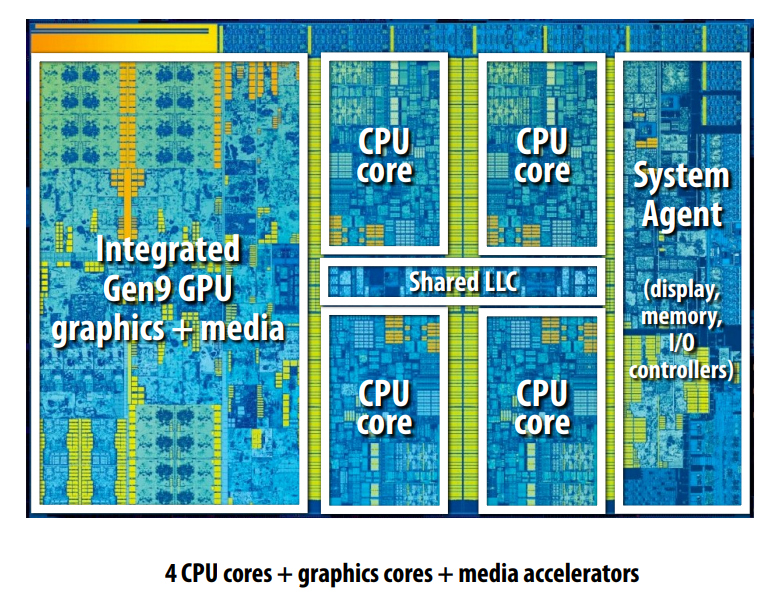 Integrated
Gen9 GPU
graphics + media
CPU
core
CPU
core
Shared LLC
CPU
core
CPU
core
System
Agent
(display,
memory,
I/O
controllers)
4 CPU cores + graphics cores + media accelerators